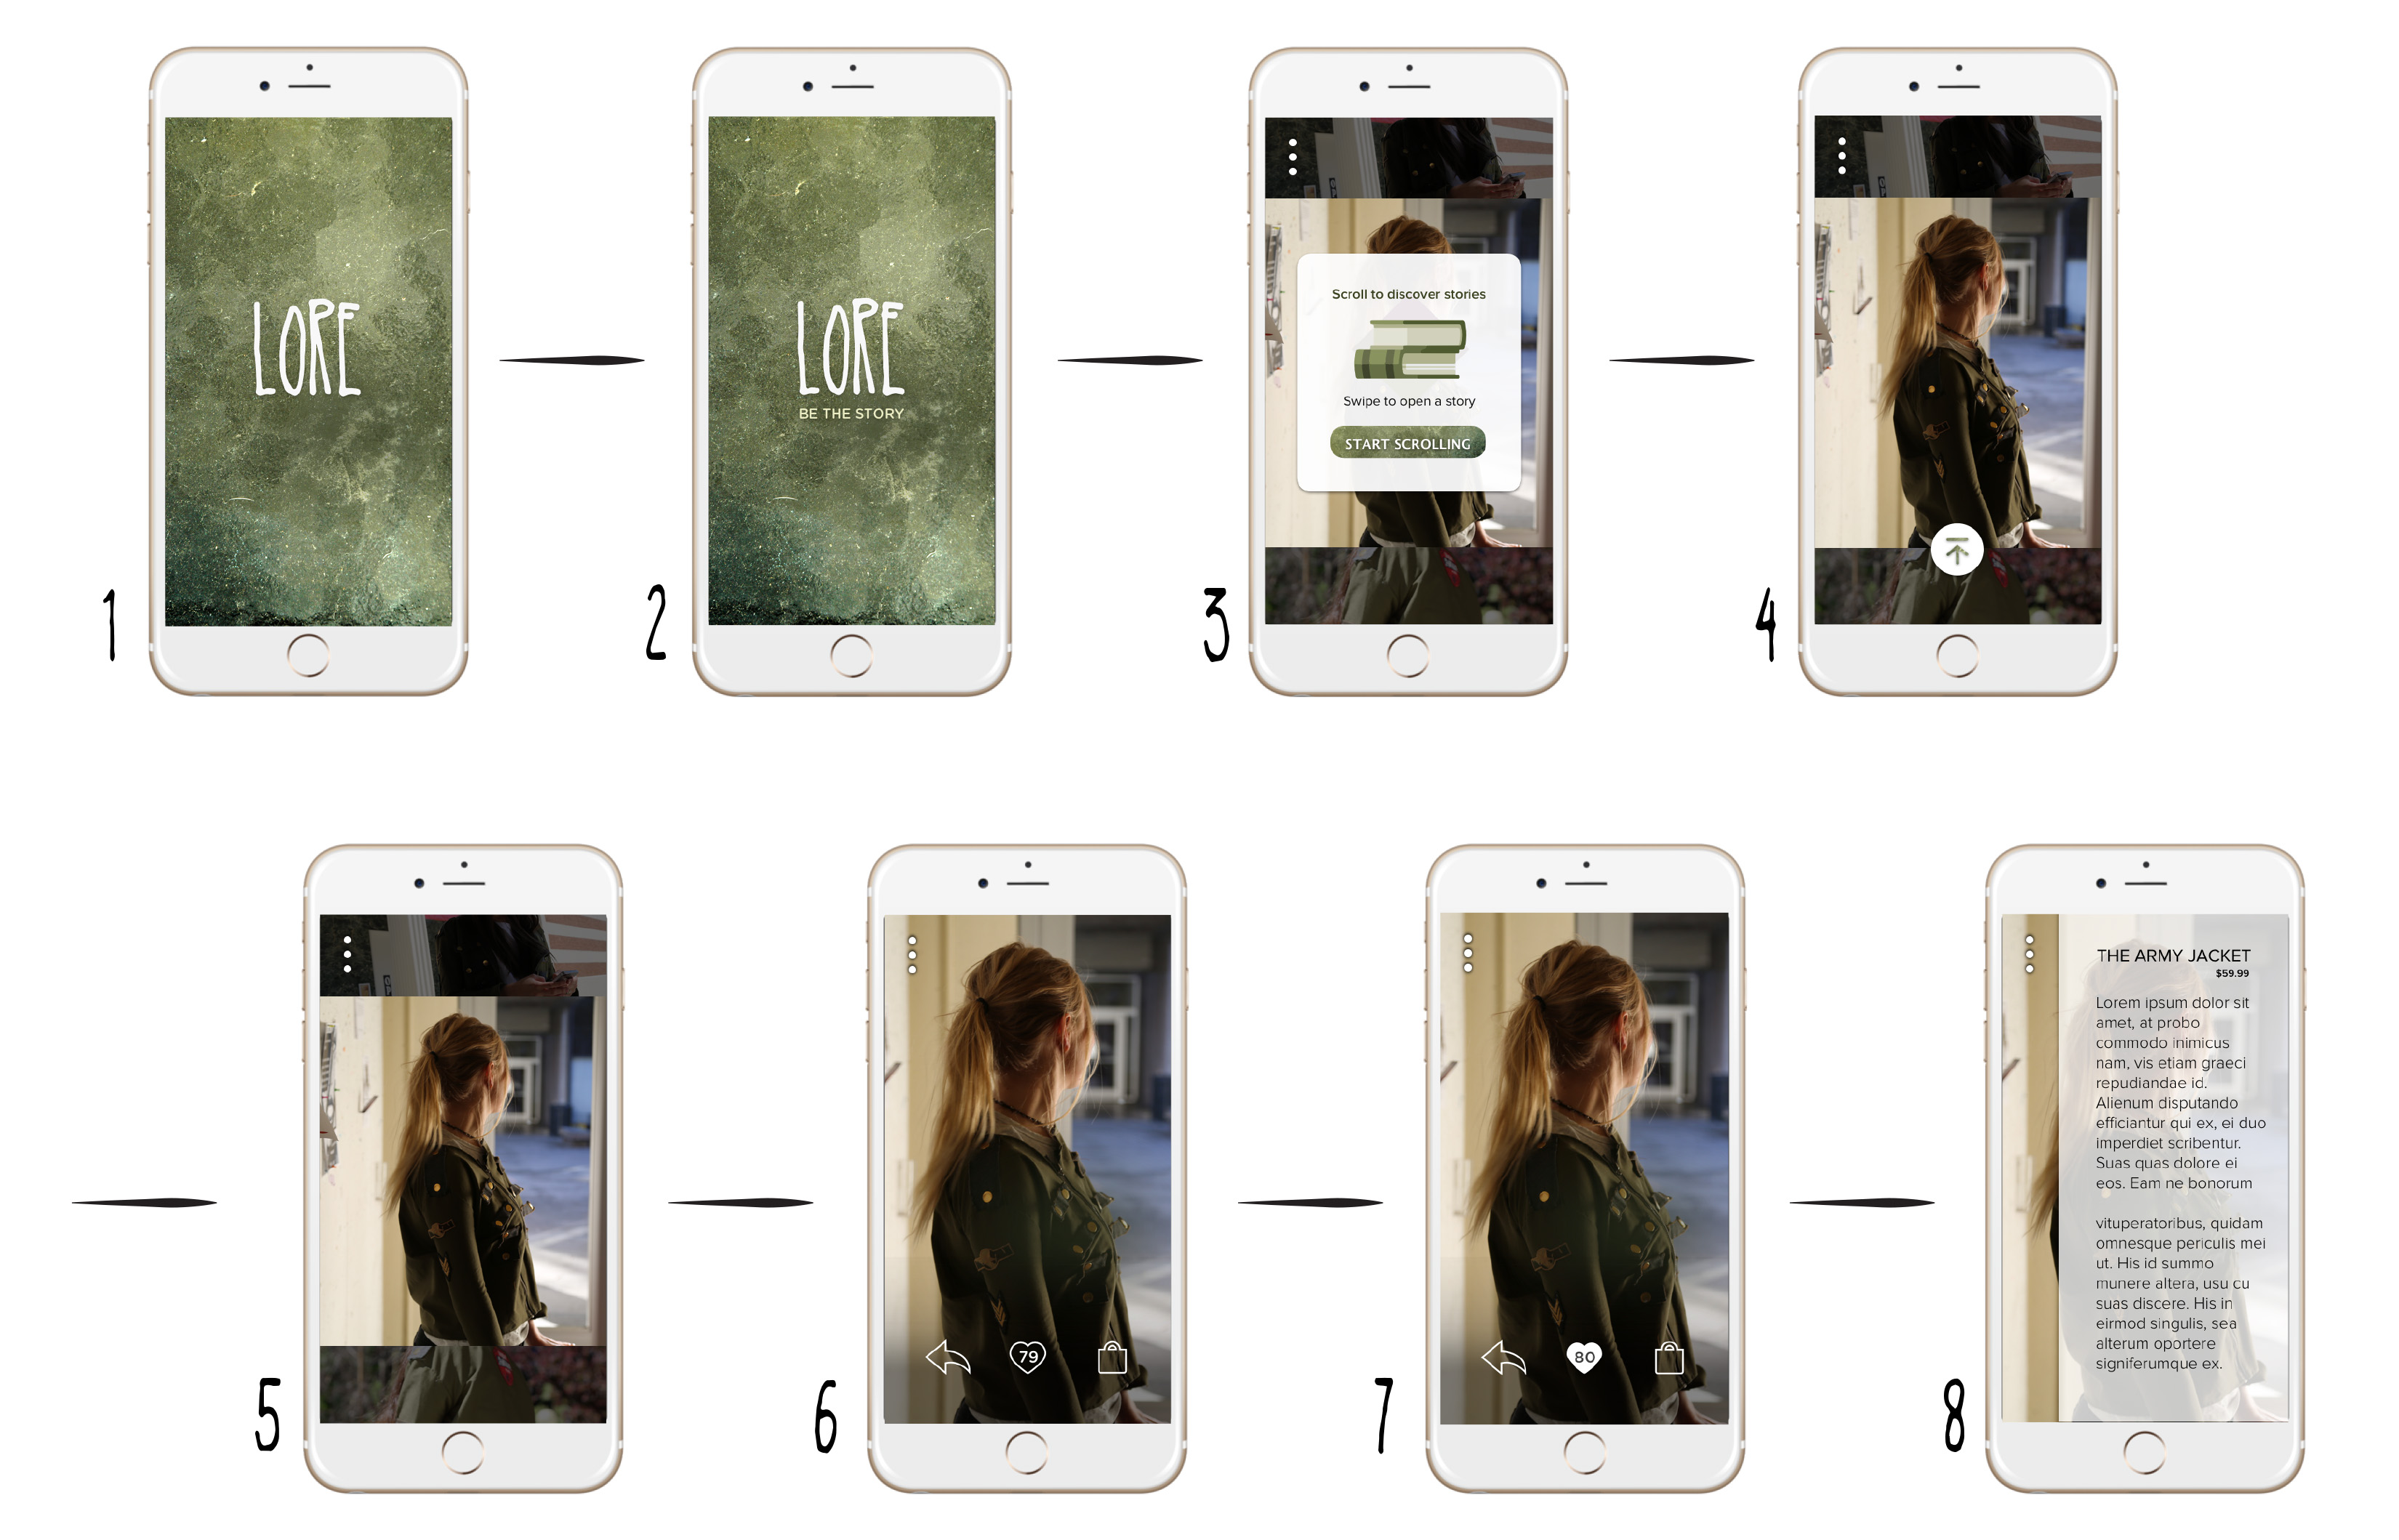 LORE
LORE
BE THE STORY
Scroll to discover stories
Swipe to open a story
START SCROLLING
1
2
3
4
THE ARMY JACKET
$59.99
Lorem ipsum dolor sit
amet, at probo
commodo inimicus
nam, vis etiam graeci
repudiandae id.
Alienum disputando
efficiantur qui ex, ei duo
imperdiet scribentur.
Suas quas dolore ei
eos. Eam ne bonorum
vituperatoribus, quidam
omnesque periculis mei
ut. His id summo
munere altera, usu cu
suas discere. His in
eirmod singulis, sea
alterum oportere
signiferumque ex.
79
80
5
6
7
8